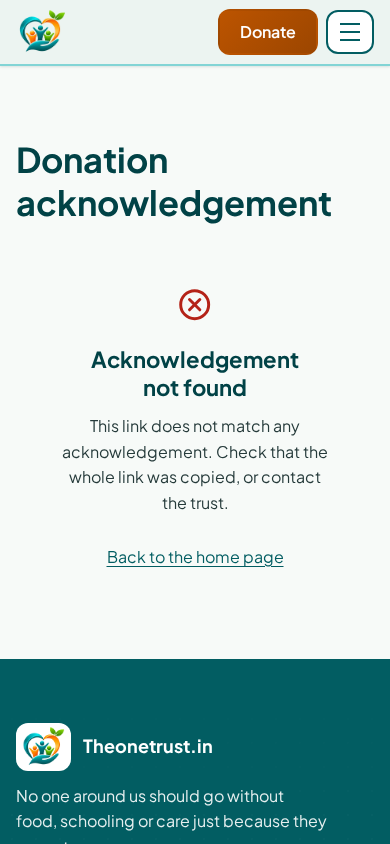 Donate
Donation
acknowledgement
Acknowledgement
not found
This link does not match any
acknowledgement. Check that the
whole link was copied, or contact
the trust.
Back to the home page
Theonetrust.in
No one around us should go without
food, schooling or care just because they